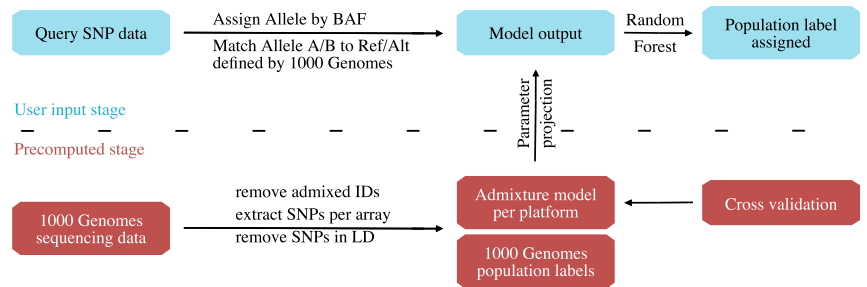 Query SNP data
Assign Allele by BAF
Match Allele A/B to Ref/Alt
defined by 1000 Genomes
Model output
Random
Forest
Population label
assigned
User input stage
Parameter
projection
Precomputed stage
1000 Genomes
sequencing data
remove admixed IDs
extract SNPs per array
remove SNPs in LD
Admixture model
per platform
Cross validation
1000 Genomes
population labels